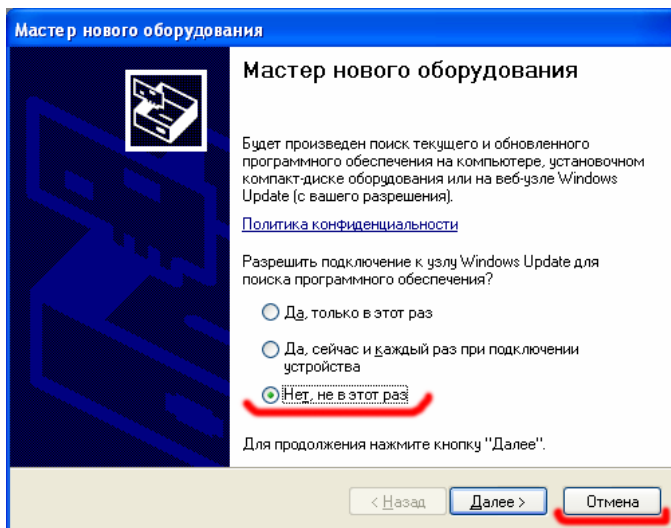 Мастер нового оборудования
Мастер нового оборудования
Будет произведен поиск текущего и обновленного
программного обеспечения на компьютере, установочном
компакт-диске оборудования или на веб-узле Windows
Update (с вашего разрешения).
Политика конфиденциальности
Разрешить подключение к узлу Windows Update для
поиска программного обеспечения?
Да, только в этот раз
Да, сейчас и каждый раз при подключении
устройства
Нет, не в этот раз
Для продолжения нажмите кнопку "Далее".
< Назад
Далее >
Отмена